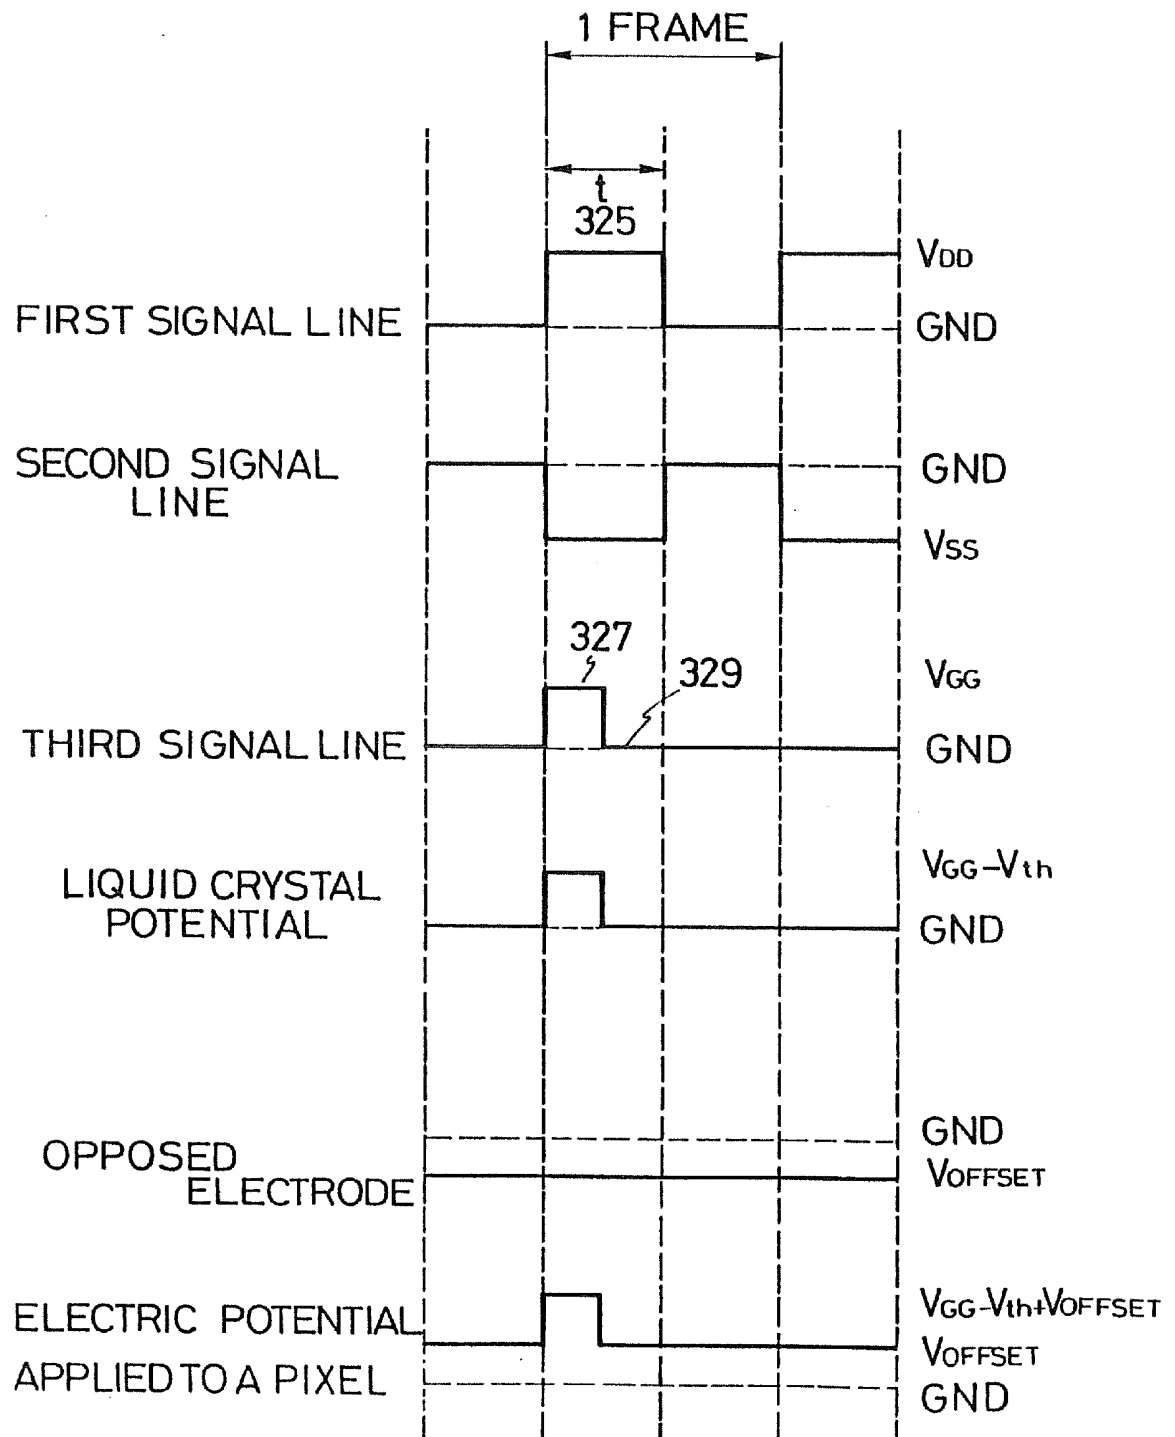 1 FRAME
t
325
VDD
FIRST SIGNAL LINE
GND
SECOND SIGNAL
LINE
GND
VSS
327
329
VGG
THIRD SIGNAL LINE
GND
LIQUID CRYSTAL
POTENTIAL
VGG-Vth
GND
GND
OPPOSED
ELECTRODE
VOFFSET
ELECTRIC POTENTIAL
APPLIED TO A PIXEL
VGG-Vth+VOFFSET
VOFFSET
GND